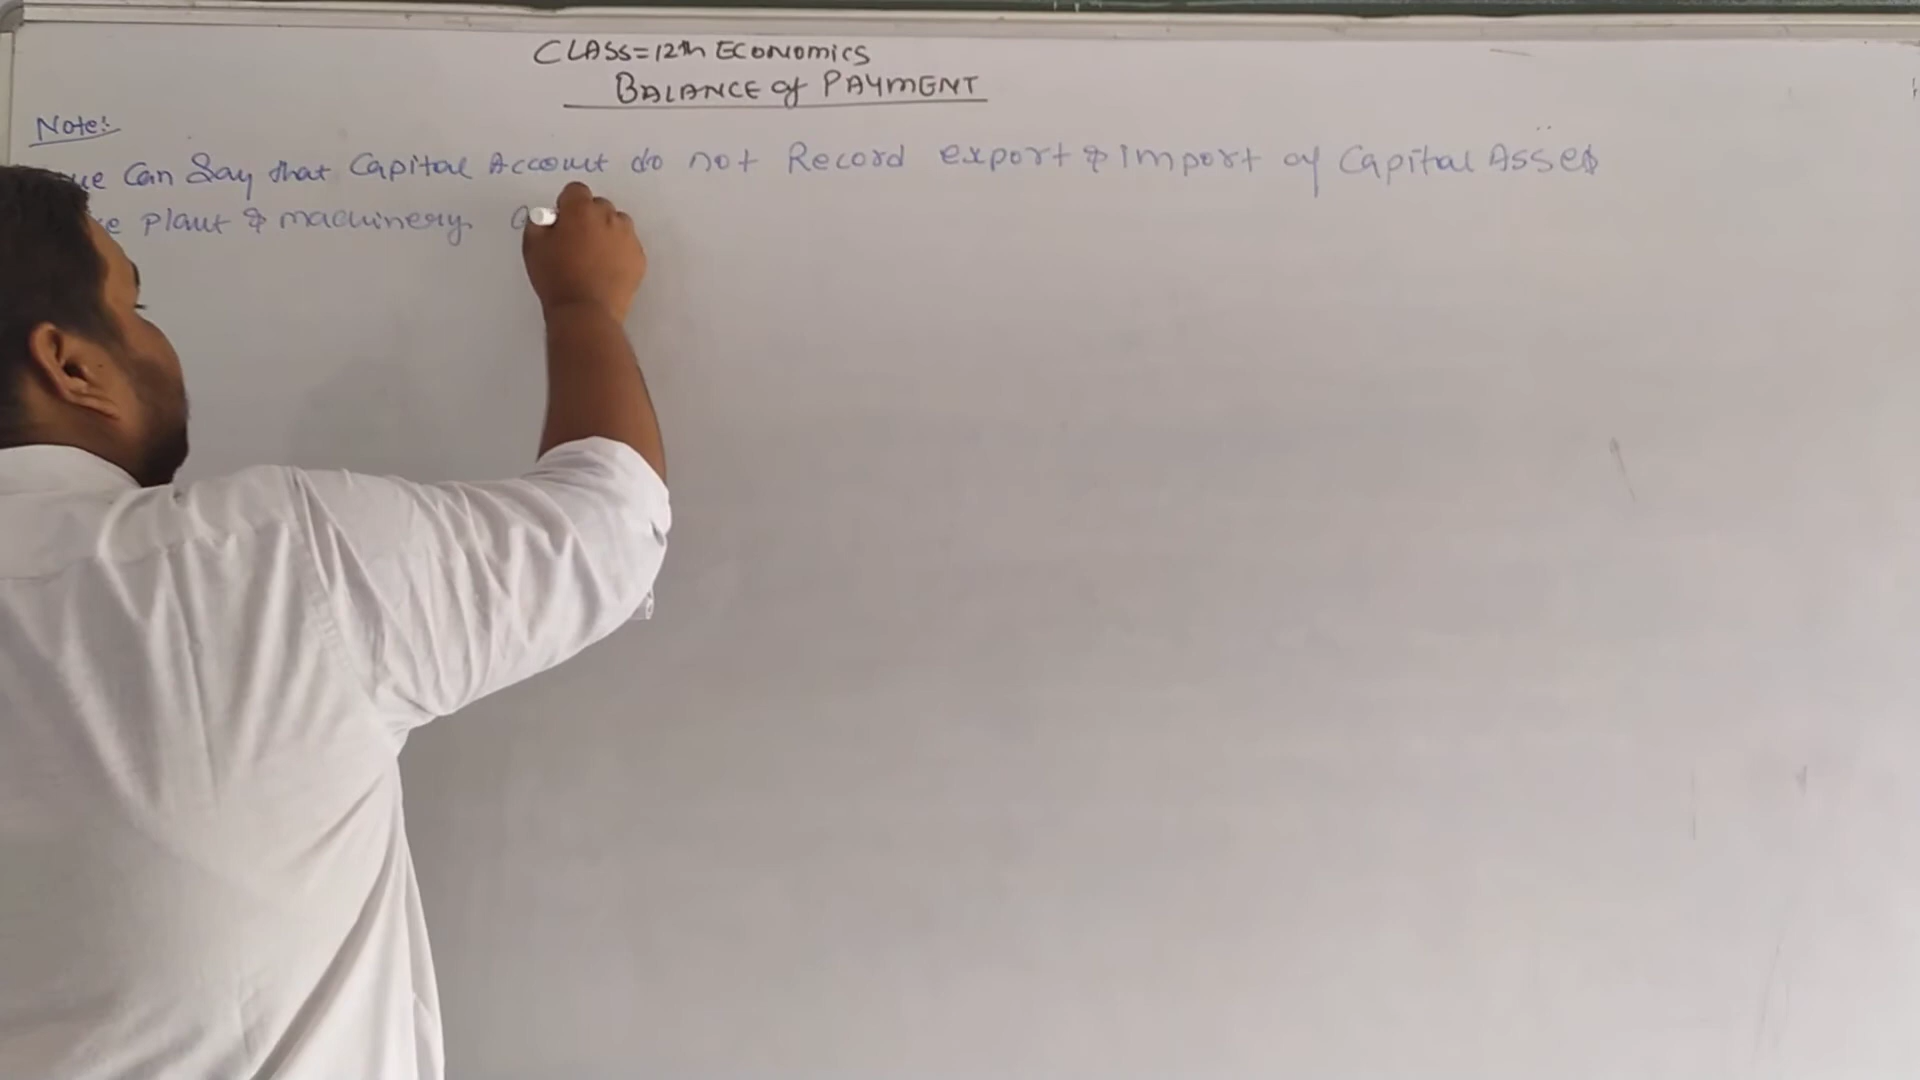 CLASS=12th ECONOMICS
BALANCE of PAYMENT
Note:
Can Say that Capital Account do not Record export & import of Capital Asses
Plant & machinery.